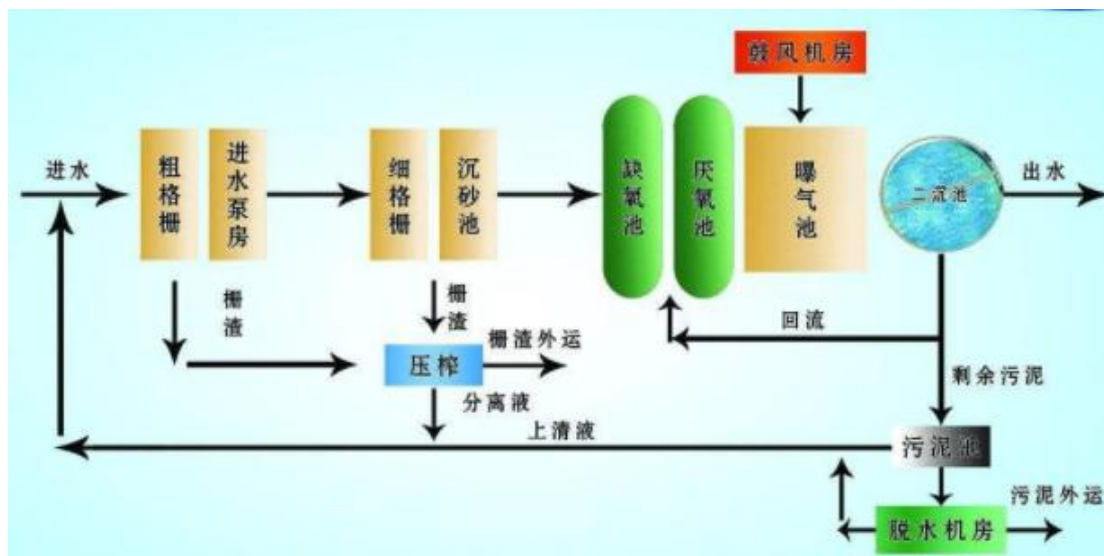 鼓风机房
进水
粗格栅
进水泵房
细格栅
沉砂池
缺氧池
厌氧池
曝气池
二沉池
出水
栅渣
栅渣
栅渣外运
压榨
回流
剩余污泥
分离液
上清液
污泥池
污泥外运
脱水机房